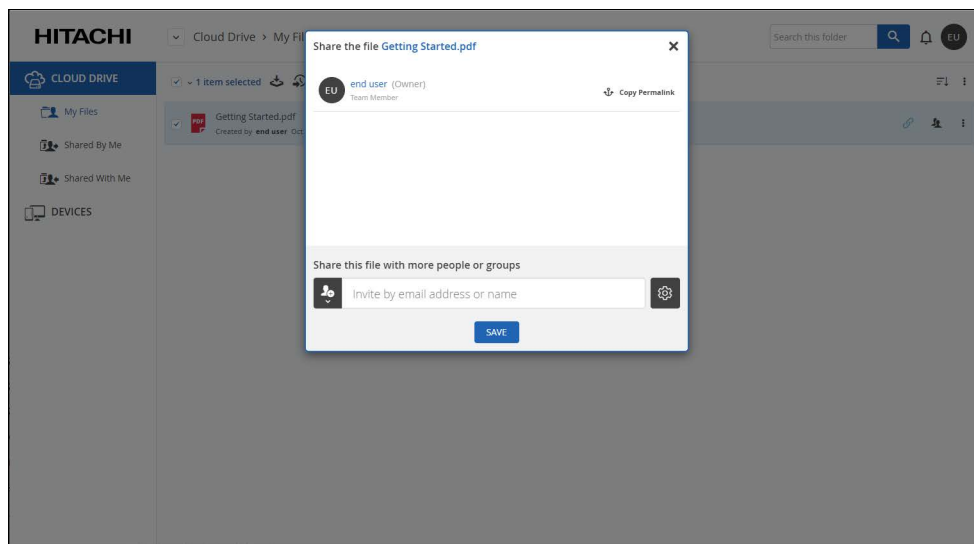 HITACHI
Cloud Drive > My Fil
Search this folder
EU
CLOUD DRIVE
1 item selected
My Files
Shared By Me
Shared With Me
DEVICES
PDF
Getting Started.pdf
Created by end user Oct
Share the file Getting Started.pdf
EU
end user (Owner)
Team Member
Copy Permalink
Share this file with more people or groups
Invite by email address or name
SAVE